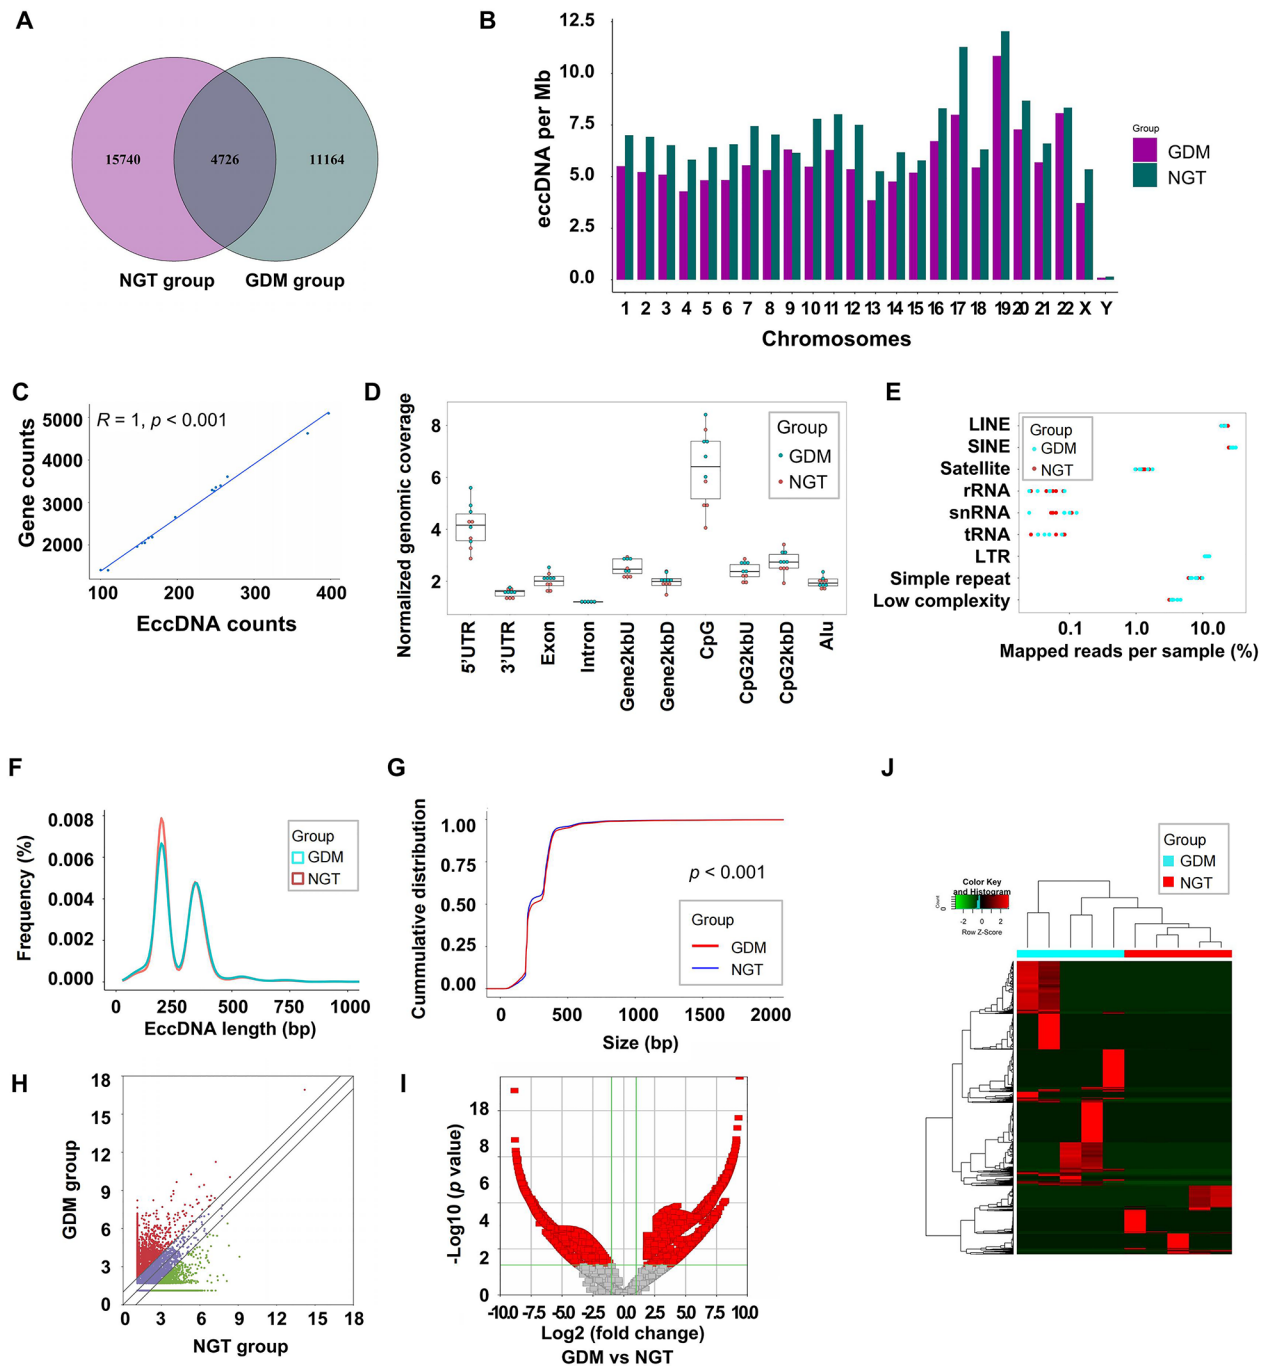 A
15740
4726
11164
NGT group
GDM group
B
eccDNA per Mb
12.5
10.0
7.5
5.0
2.5
0.0
1 2 3 4 5 6 7 8 9 10 11 12 13 14 15 16 17 18 19 20 21 22 X Y
Chromosomes
Group
GDM
NGT
C
R = 1, p < 0.001
Gene counts
5000
4000
3000
2000
100 200 300 400
EccDNA counts
D
Normalized genomic coverage
8
6
4
2
Group
GDM
NGT
5'UTR
3'UTR
Exon
Intron
Gene2kbU
Gene2kbD
CpG
CpG2kbU
CpG2kbD
Alu
E
LINE
SINE
Satellite
rRNA
snRNA
tRNA
LTR
Simple repeat
Low complexity
Group
GDM
NGT
0.1 1.0 10.0
Mapped reads per sample (%)
F
Frequency (%)
0.008
0.006
0.004
0.002
0.000
Group
GDM
NGT
0 250 500 750 1000
EccDNA length (bp)
G
Cummulative distribution
1.00
0.75
0.50
0.25
0.00
p < 0.001
Group
GDM
NGT
0 500 1000 1500 2000
Size (bp)
H
GDM group
18
15
12
9
6
3
0
0 3 6 9 12 15 18
NGT group
I
-Log10 (p value)
18
8
6
4
2
0
-10.0 -7.5 -5.0 -2.5 0.0 2.5 5.0 7.5 10.0
Log2 (fold change)
GDM vs NGT
J
Group
GDM
NGT
Color Key
and Histogram
Count
0
-2 0 2
Row Z-Score